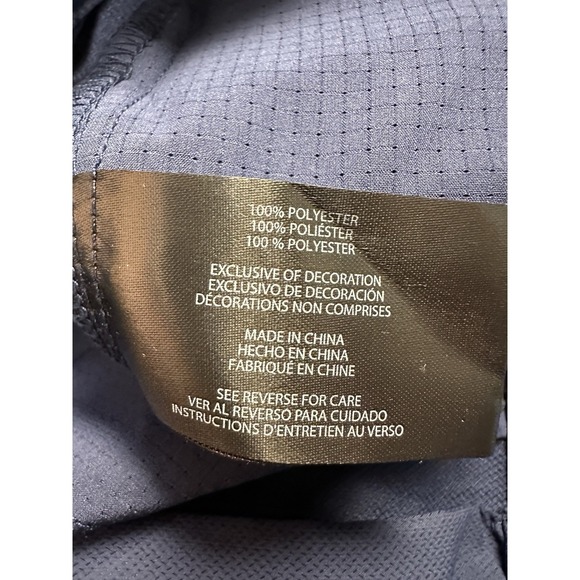 100% POLYESTER
100% POLIÉSTER
100 % POLYESTER
EXCLUSIVE OF DECORATION
EXCLUSIVO DE DECORACIÓN
DÉCORATIONS NON COMPRISES
MADE IN CHINA
HECHO EN CHINA
FABRIQUÉ EN CHINE
SEE REVERSE FOR CARE
VER AL REVERSO PARA CUIDADO
INSTRUCTIONS D'ENTRETIEN AU VERSO